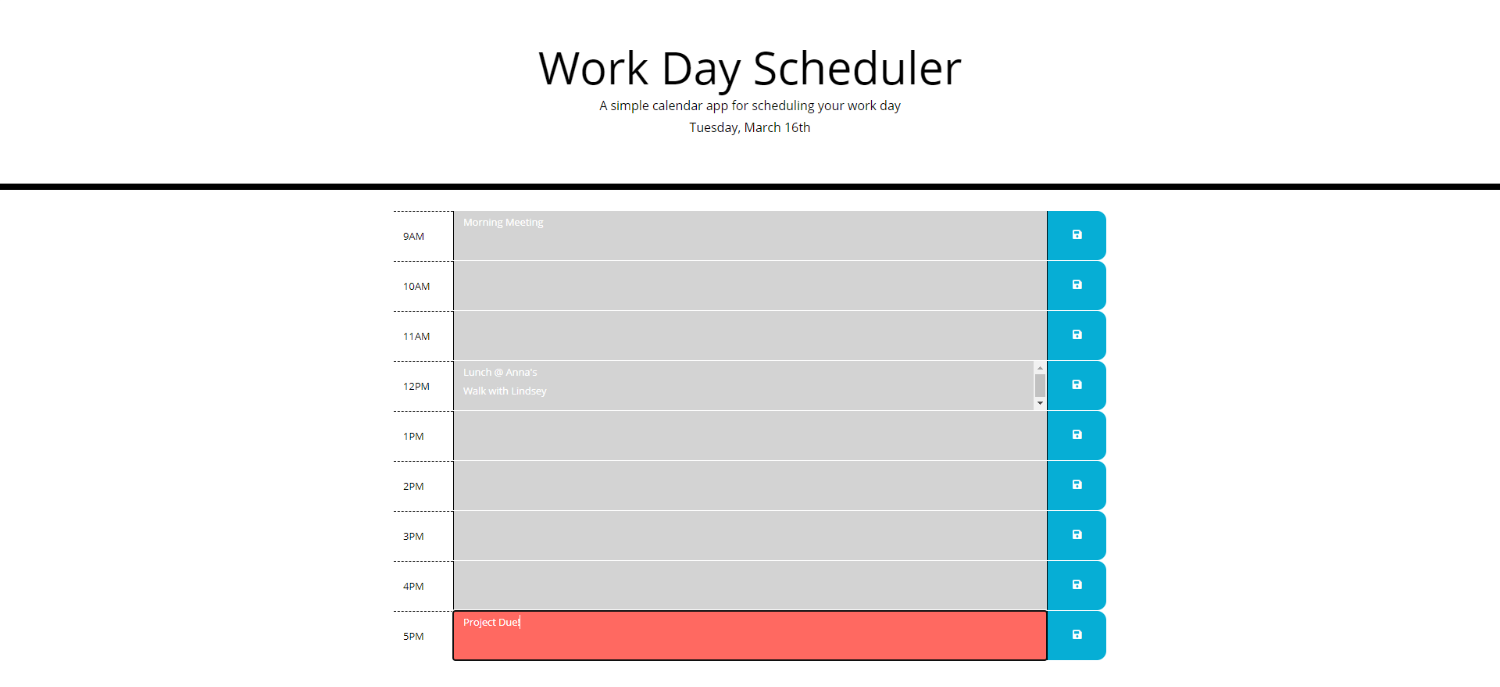 Work Day Scheduler
A simple calendar app for scheduling your work day
Tuesday, March 16th
9AM
Morning Meeting
10AM
11AM
12PM
Lunch @ Anna's
Walk with Lindsey
1PM
2PM
3PM
4PM
5PM
Project Due!